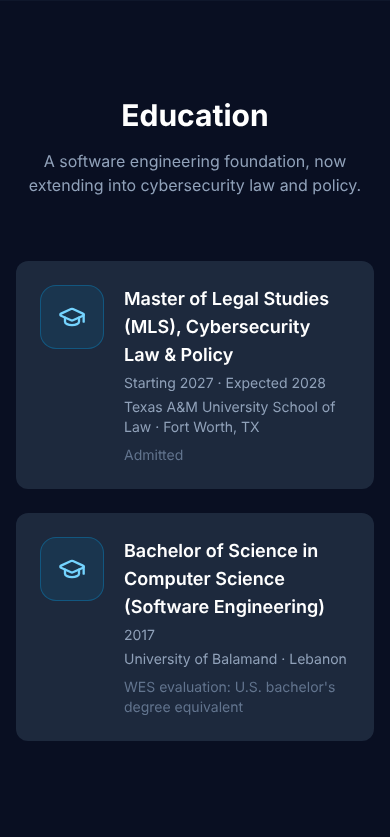 Education
A software engineering foundation, now
extending into cybersecurity law and policy.
Master of Legal Studies
(MLS), Cybersecurity
Law & Policy
Starting 2027 · Expected 2028
Texas A&M University School of
Law · Fort Worth, TX
Admitted
Bachelor of Science in
Computer Science
(Software Engineering)
2017
University of Balamand · Lebanon
WES evaluation: U.S. bachelor's
degree equivalent